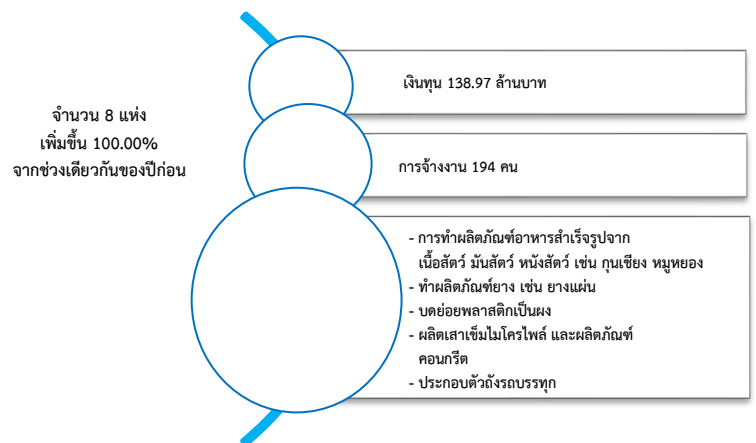 จำนวน 8 แห่ง
เพิ่มขึ้น 100.00%
จากช่วงเดียวกันของปีก่อน
เงินทุน 138.97 ล้านบาท
การจ้างงาน 194 คน
- การทำผลิตภัณฑ์อาหารสำเร็จรูปจาก
เนื้อสัตว์ มันสัตว์ หนังสัตว์ เช่น กุนเชียง หมูหยอง
- ทำผลิตภัณฑ์ยาง เช่น ยางแผ่น
- บดย่อยพลาสติกเป็นผง
- ผลิตเสาเข็มไมโครไพล์ และผลิตภัณฑ์
คอนกรีต
- ประกอบตัวถังรถบรรทุก